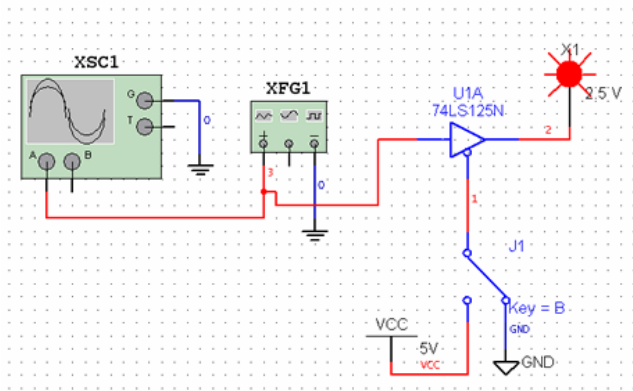 XSC1
G
T
A
B
0
XFG1
+
−
3
0
U1A
74LS125N
X1
2.5 V
2
1
J1
Key = B
GND
GND
VCC
5V
VCC